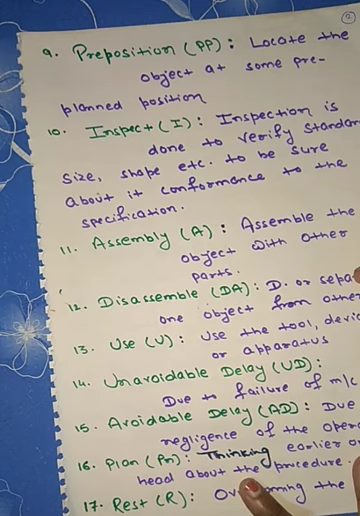 2
9. Preposition (PP): Locate the
object at some pre-
planned position
10. Inspect (I): Inspection is
done to verify Standar
Size, shape etc. to be sure
about it conformance to the
specification.
11. Assembly (A): Assemble the
object with other
parts.
12. Disassemble (DA): D. or sepa
one object from othe
13. Use (U): Use the tool, devic
or apparatus
14. Unavoidable Delay (UD):
Due to failure of m/c
15. Avoidable Delay (AD): Due
negligence of the oper
16. Plan (Pn): Thinking earlier or
head about the procedure.
17. Rest (R): the